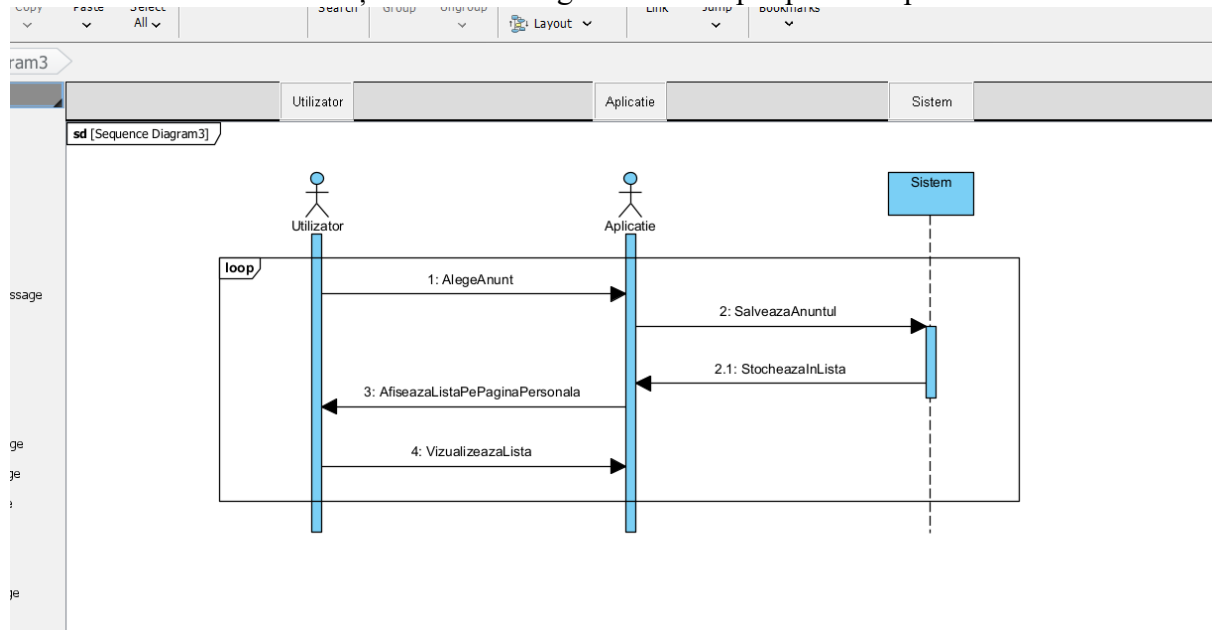 Copy Paste Select Search Group Ungroup Link Jump Bookmarks
All Layout
ram3
Utilizator Aplicatie Sistem
sd [Sequence Diagram3]
Sistem
Utilizator Aplicatie
loop
1: AlegeAnunt
ssage
2: SalveazaAnuntul
2.1: StocheazaInLista
3: AfiseazaListaPePaginaPersonala
ge
4: VizualizeazaLista
ge
ge